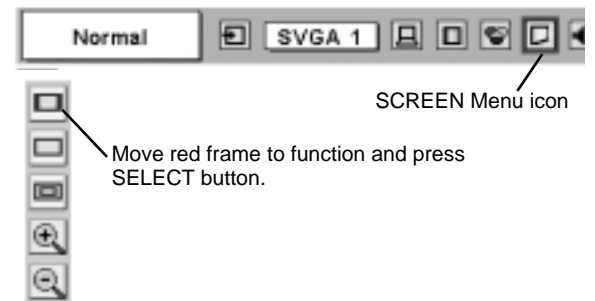 Normal
SVGA 1
SCREEN Menu icon
Move red frame to function and press
SELECT button.